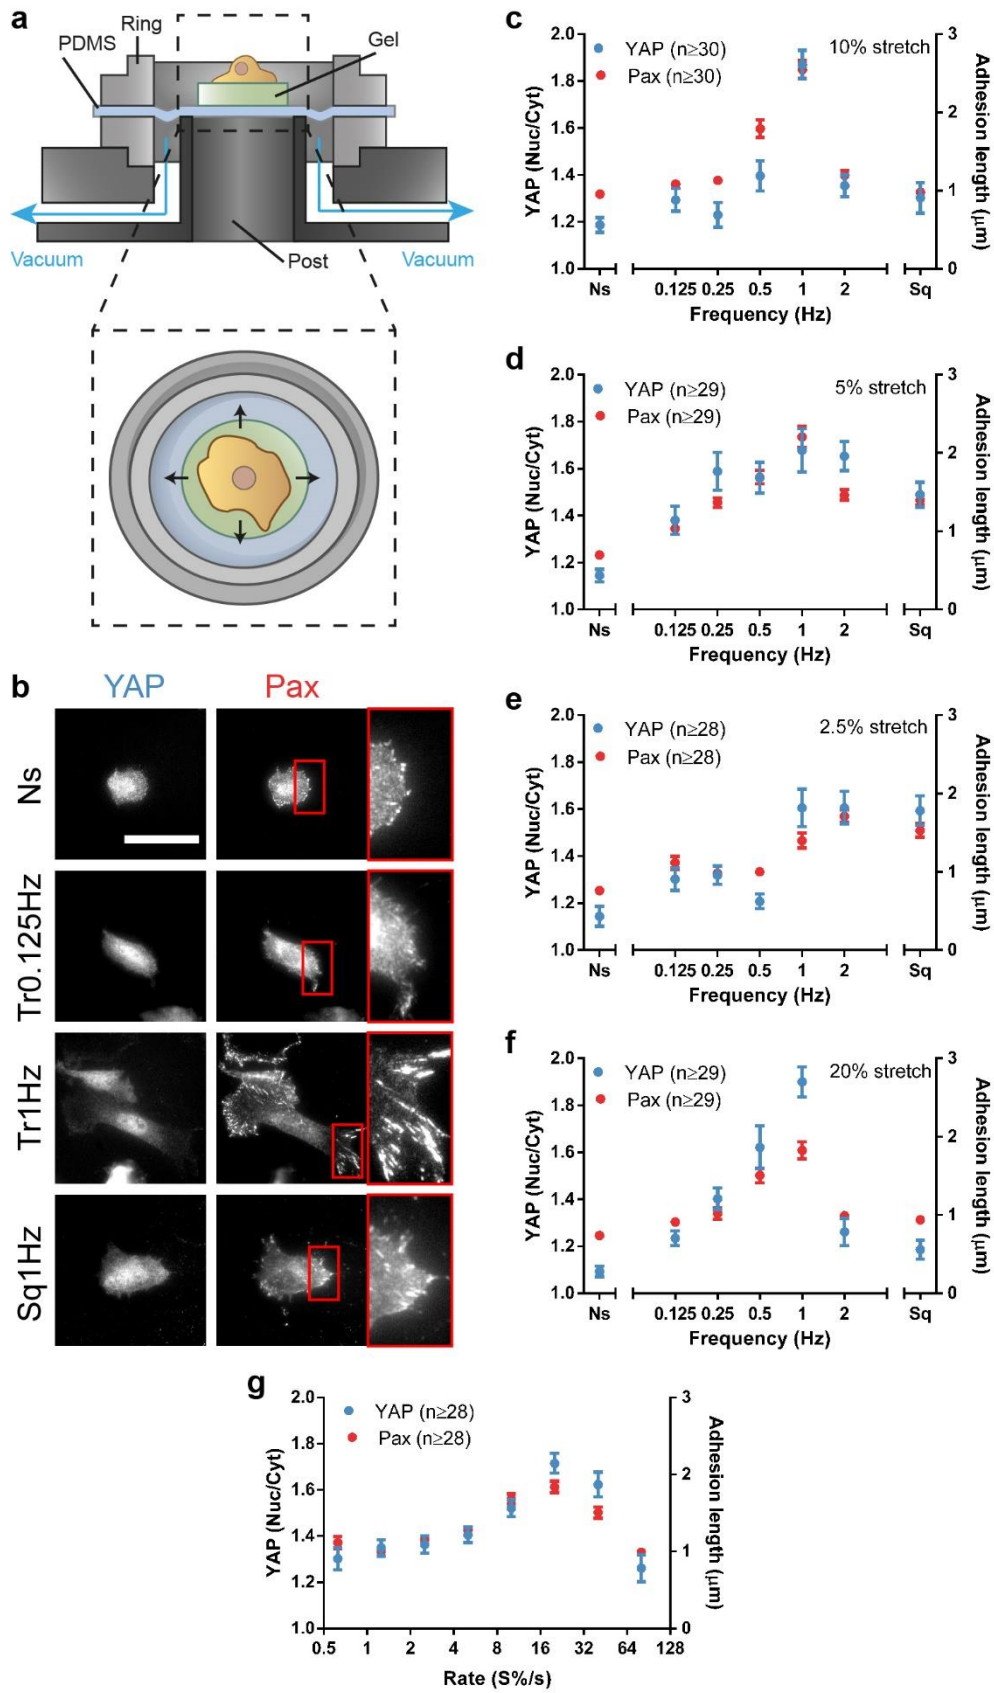 a
Ring
PDMS
Gel
Vacuum
Post
Vacuum
b
YAP
Pax
Ns
Tr0.125Hz
Tr1Hz
Sq1Hz
c
YAP (n≥30)
Pax (n≥30)
10% stretch
YAP (Nuc/Cyt)
2.0
1.8
1.6
1.4
1.2
1.0
Adhesion length (μm)
3
2
1
0
Ns 0.125 0.25 0.5 1 2 Sq
Frequency (Hz)
d
YAP (n≥29)
Pax (n≥29)
5% stretch
YAP (Nuc/Cyt)
2.0
1.8
1.6
1.4
1.2
1.0
Adhesion length (μm)
3
2
1
0
Ns 0.125 0.25 0.5 1 2 Sq
Frequency (Hz)
e
YAP (n≥28)
Pax (n≥28)
2.5% stretch
YAP (Nuc/Cyt)
2.0
1.8
1.6
1.4
1.2
1.0
Adhesion length (μm)
3
2
1
0
Ns 0.125 0.25 0.5 1 2 Sq
Frequency (Hz)
f
YAP (n≥29)
Pax (n≥29)
20% stretch
YAP (Nuc/Cyt)
2.0
1.8
1.6
1.4
1.2
1.0
Adhesion length (μm)
3
2
1
0
Ns 0.125 0.25 0.5 1 2 Sq
Frequency (Hz)
g
YAP (n≥28)
Pax (n≥28)
YAP (Nuc/Cyt)
2.0
1.8
1.6
1.4
1.2
1.0
Adhesion length (μm)
3
2
1
0
0.5 1 2 4 8 16 32 64 128
Rate (S%/s)